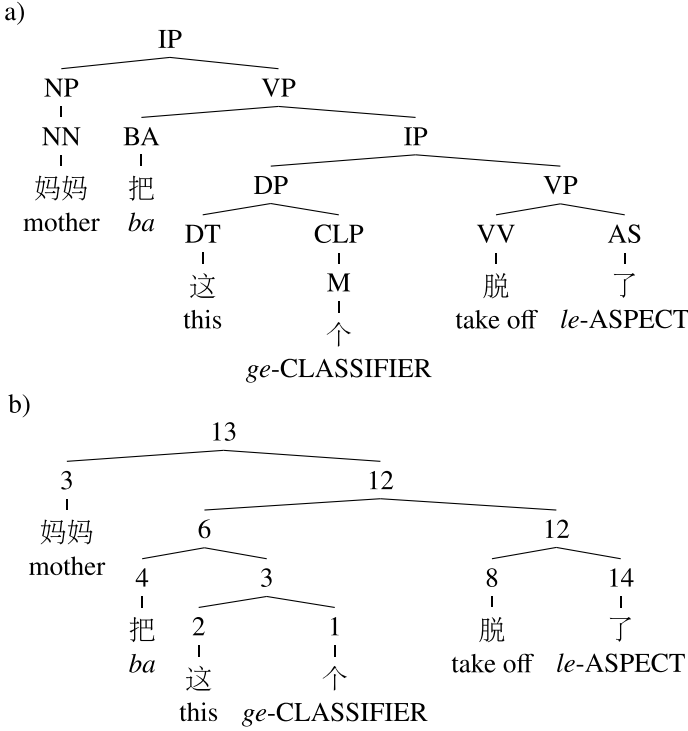 a)
IP
NP VP
NN BA IP
妈妈 把 DP VP
mother ba DT CLP VV AS
这 M 脱 了
this 个 take off le-ASPECT
ge-CLASSIFIER
b)
13
3 12
妈妈 6 12
mother 4 3 8 14
把 2 1 脱 了
ba 这 个 take off le-ASPECT
this ge-CLASSIFIER